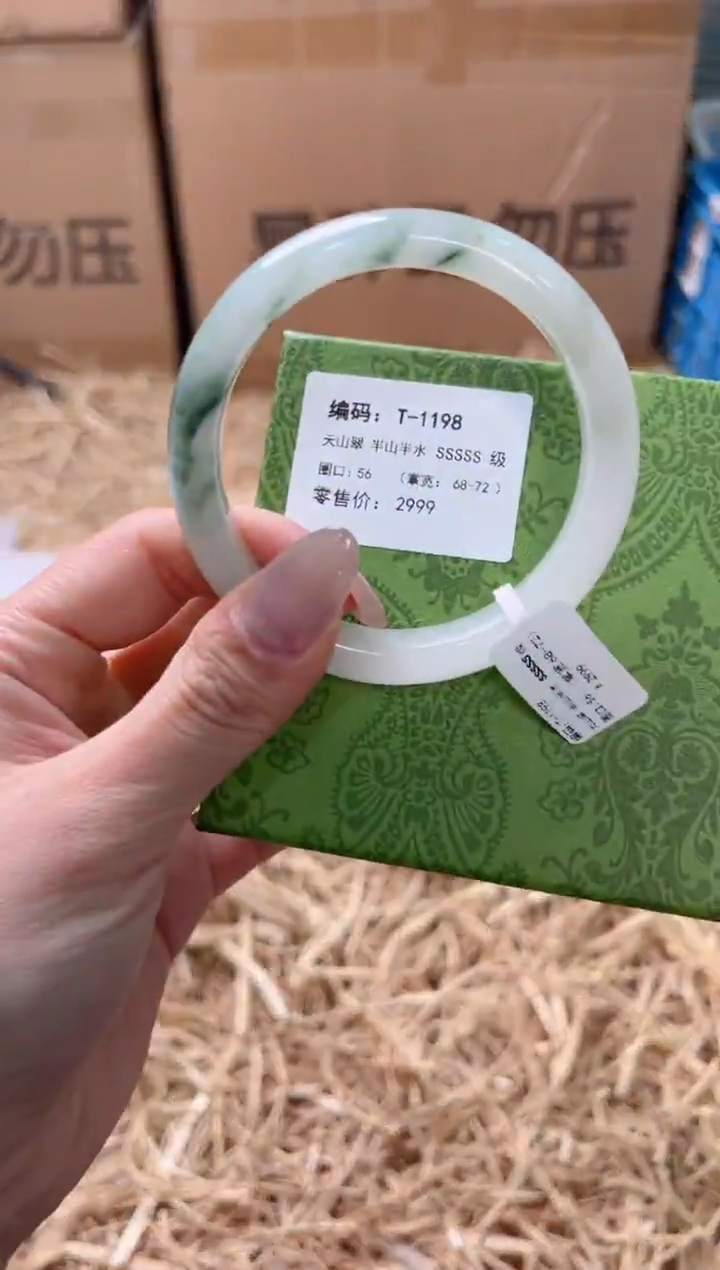 勿压
勿压
编码： T-1198
天山翠 半山半水 SSSSS 级
圈口：56 （掌宽： 68-72 ）
零售价： 2999
SSSSS